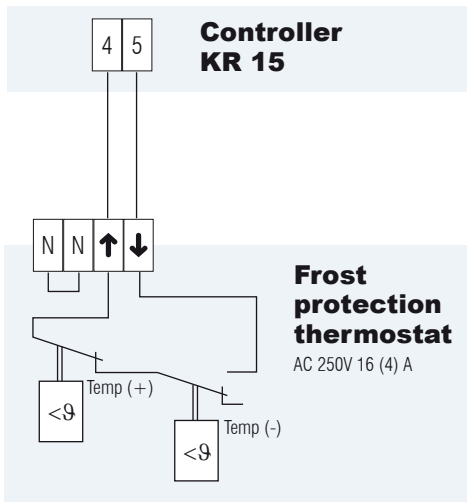 4 5
Controller
KR 15
N N ↑ ↓
Frost
protection
thermostat
AC 250V 16 (4) A
Temp (+)
<ϑ
Temp (-)
<ϑ